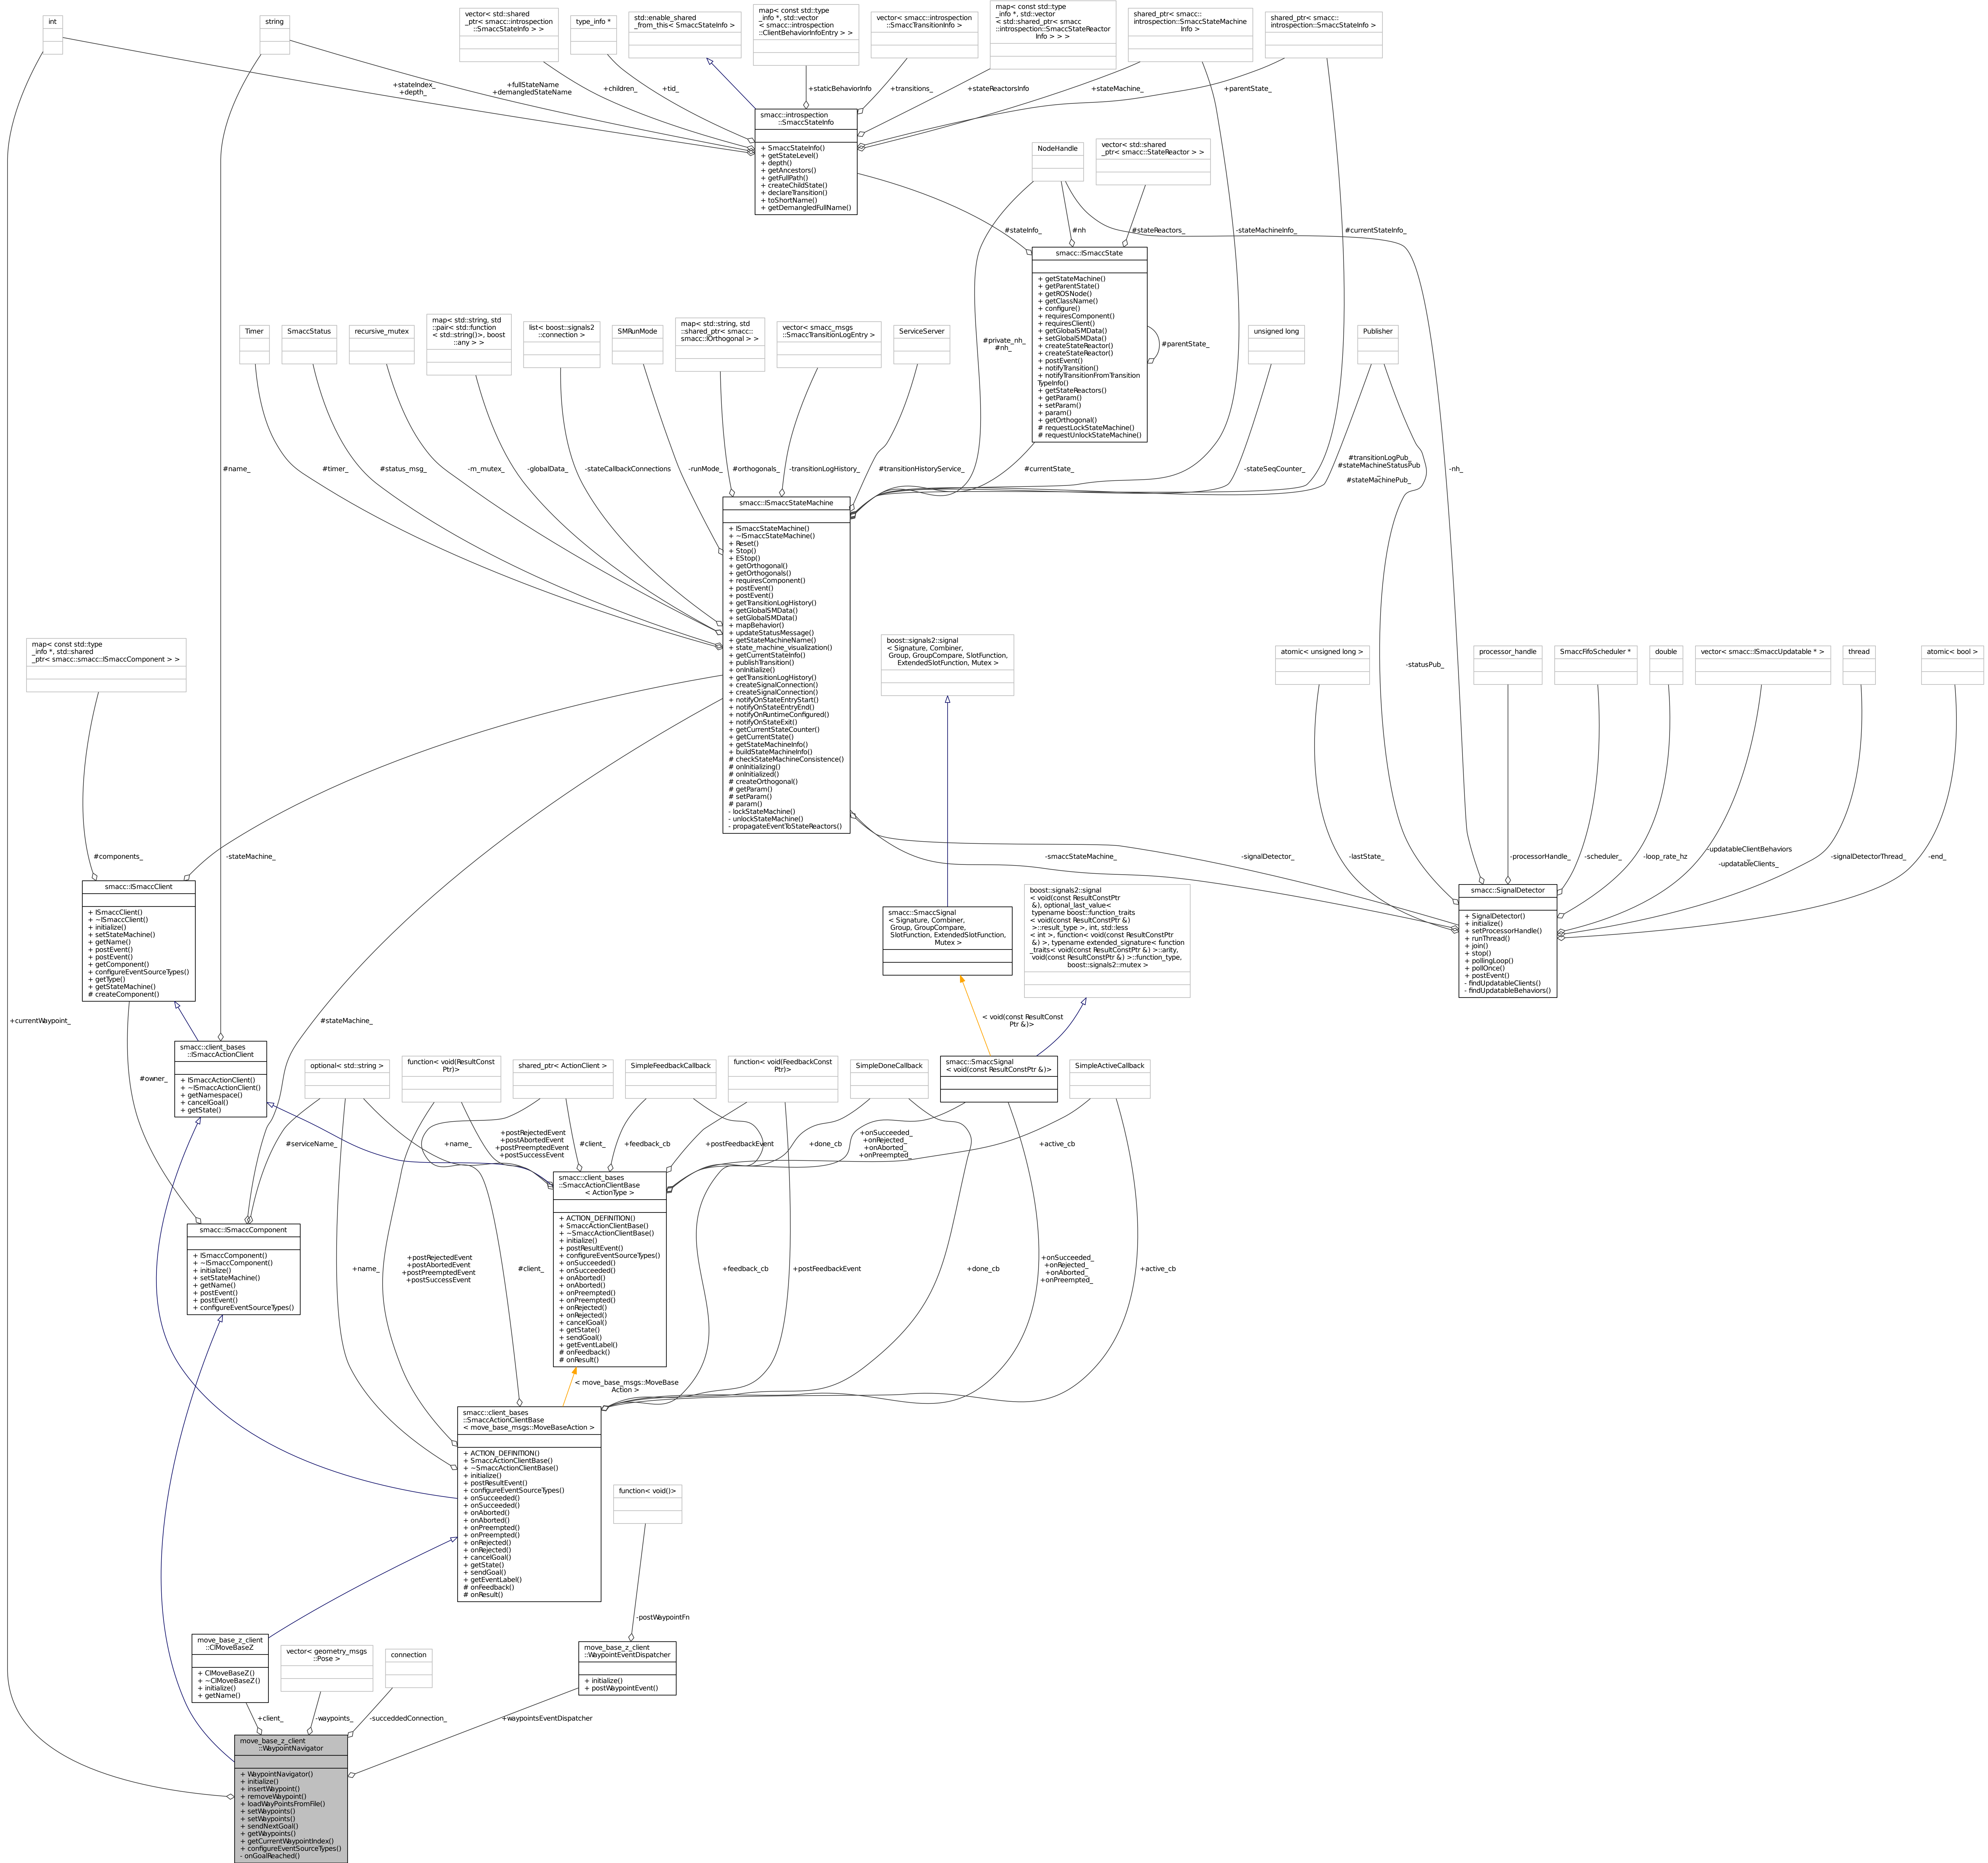 int
string
vector< std::shared
_ptr< smacc::introspection
::SmaccStateInfo > >
type_info *
std::enable_shared
_from_this< SmaccStateInfo >
map< const std::type
_info *, std::vector
< smacc::introspection
::ClientBehaviorInfoEntry > >
vector< smacc::introspection
::SmaccTransitionInfo >
map< const std::type
_info *, std::vector
< std::shared_ptr< smacc
::introspection::SmaccStateReactor
Info > > >
shared_ptr< smacc::
introspection::SmaccStateMachine
Info >
shared_ptr< smacc::
introspection::SmaccStateInfo >
+stateIndex_
+depth_
+fullStateName
+demangledStateName
+children_
+tid_
+staticBehaviorInfo
+transitions_
+stateReactorsInfo
+stateMachine_
+parentState_
smacc::introspection
::SmaccStateInfo
+ SmaccStateInfo()
+ getStateLevel()
+ depth()
+ getAncestors()
+ getFullPath()
+ createChildState()
+ declareTransition()
+ toShortName()
+ getDemangledFullName()
NodeHandle
vector< std::shared
_ptr< smacc::StateReactor > >
#stateInfo_
#nh
#stateReactors_
-stateMachineInfo_
#currentStateInfo_
smacc::ISmaccState
+ getStateMachine()
+ getParentState()
+ getROSNode()
+ getClassName()
+ configure()
+ requiresComponent()
+ requiresClient()
+ getGlobalSMData()
+ setGlobalSMData()
+ createStateReactor()
+ createStateReactor()
+ postEvent()
+ notifyTransition()
+ notifyTransitionFromTransition
TypeInfo()
+ getStateReactors()
+ getParam()
+ setParam()
+ param()
+ getOrthogonal()
# requestLockStateMachine()
# requestUnlockStateMachine()
#parentState_
#private_nh_
#nh_
Timer
SmaccStatus
recursive_mutex
map< std::string, std
::pair< std::function
< std::string()>, boost
::any > >
list< boost::signals2
::connection >
SMRunMode
map< std::string, std
::shared_ptr< smacc::
smacc::IOrthogonal > >
vector< smacc_msgs
::SmaccTransitionLogEntry >
ServiceServer
unsigned long
Publisher
#timer_
#status_msg_
-m_mutex_
-globalData_
-stateCallbackConnections
-runMode_
#orthogonals_
-transitionLogHistory_
#transitionHistoryService_
#currentState_
-stateSeqCounter_
#transitionLogPub_
#stateMachineStatusPub
_
#stateMachinePub_
-nh_
#name_
smacc::ISmaccStateMachine
+ ISmaccStateMachine()
+ ~ISmaccStateMachine()
+ Reset()
+ Stop()
+ EStop()
+ getOrthogonal()
+ getOrthogonals()
+ requiresComponent()
+ postEvent()
+ postEvent()
+ getTransitionLogHistory()
+ getGlobalSMData()
+ setGlobalSMData()
+ mapBehavior()
+ updateStatusMessage()
+ getStateMachineName()
+ state_machine_visualization()
+ getCurrentStateInfo()
+ publishTransition()
+ onInitialize()
+ getTransitionLogHistory()
+ createSignalConnection()
+ createSignalConnection()
+ notifyOnStateEntryStart()
+ notifyOnStateEntryEnd()
+ notifyOnRuntimeConfigured()
+ notifyOnStateExit()
+ getCurrentStateCounter()
+ getCurrentState()
+ getStateMachineInfo()
+ buildStateMachineInfo()
# checkStateMachineConsistence()
# onInitializing()
# onInitialized()
# createOrthogonal()
# getParam()
# setParam()
# param()
- lockStateMachine()
- unlockStateMachine()
- propagateEventToStateReactors()
map< const std::type
_info *, std::shared
_ptr< smacc::smacc::ISmaccComponent > >
boost::signals2::signal
< Signature, Combiner,
Group, GroupCompare, SlotFunction,
ExtendedSlotFunction, Mutex >
atomic< unsigned long >
processor_handle
SmaccFifoScheduler *
double
vector< smacc::ISmaccUpdatable * >
thread
atomic< bool >
-statusPub_
#components_
-stateMachine_
-smaccStateMachine_
-signalDetector_
-lastState_
-processorHandle_
-scheduler_
-loop_rate_hz
-updatableClientBehaviors
_
-updatableClients_
-signalDetectorThread_
-end_
smacc::ISmaccClient
+ ISmaccClient()
+ ~ISmaccClient()
+ initialize()
+ setStateMachine()
+ getName()
+ postEvent()
+ postEvent()
+ getComponent()
+ configureEventSourceTypes()
+ getType()
+ getStateMachine()
# createComponent()
smacc::SmaccSignal
< Signature, Combiner,
Group, GroupCompare,
SlotFunction, ExtendedSlotFunction,
Mutex >
boost::signals2::signal
< void(const ResultConstPtr
&), optional_last_value<
typename boost::function_traits
< void(const ResultConstPtr &)
>::result_type >, int, std::less
< int >, function< void(const ResultConstPtr
&) >, typename extended_signature< function
_traits< void(const ResultConstPtr &) >::arity,
void(const ResultConstPtr &) >::function_type,
boost::signals2::mutex >
smacc::SignalDetector
+ SignalDetector()
+ initialize()
+ setProcessorHandle()
+ runThread()
+ join()
+ stop()
+ pollingLoop()
+ pollOnce()
+ postEvent()
- findUpdatableClients()
- findUpdatableBehaviors()
+currentWaypoint_
#stateMachine_
< void(const ResultConst
Ptr &)>
smacc::client_bases
::ISmaccActionClient
+ ISmaccActionClient()
+ ~ISmaccActionClient()
+ getNamespace()
+ cancelGoal()
+ getState()
#owner_
optional< std::string >
function< void(ResultConst
Ptr)>
shared_ptr< ActionClient >
SimpleFeedbackCallback
function< void(FeedbackConst
Ptr)>
SimpleDoneCallback
smacc::SmaccSignal
< void(const ResultConstPtr &)>
SimpleActiveCallback
#serviceName_
+name_
+postRejectedEvent
+postAbortedEvent
+postPreemptedEvent
+postSuccessEvent
#client_
+feedback_cb
+postFeedbackEvent
+done_cb
+onSucceeded_
+onRejected_
+onAborted_
+onPreempted_
+active_cb
smacc::client_bases
::SmaccActionClientBase
< ActionType >
+ ACTION_DEFINITION()
+ SmaccActionClientBase()
+ ~SmaccActionClientBase()
+ initialize()
+ postResultEvent()
+ configureEventSourceTypes()
+ onSucceeded()
+ onSucceeded()
+ onAborted()
+ onAborted()
+ onPreempted()
+ onPreempted()
+ onRejected()
+ onRejected()
+ cancelGoal()
+ getState()
+ sendGoal()
+ getEventLabel()
# onFeedback()
# onResult()
smacc::ISmaccComponent
+ ISmaccComponent()
+ ~ISmaccComponent()
+ initialize()
+ setStateMachine()
+ getName()
+ postEvent()
+ postEvent()
+ configureEventSourceTypes()
+name_
+postRejectedEvent
+postAbortedEvent
+postPreemptedEvent
+postSuccessEvent
#client_
+feedback_cb
+postFeedbackEvent
+done_cb
+onSucceeded_
+onRejected_
+onAborted_
+onPreempted_
+active_cb
< move_base_msgs::MoveBase
Action >
smacc::client_bases
::SmaccActionClientBase
< move_base_msgs::MoveBaseAction >
+ ACTION_DEFINITION()
+ SmaccActionClientBase()
+ ~SmaccActionClientBase()
+ initialize()
+ postResultEvent()
+ configureEventSourceTypes()
+ onSucceeded()
+ onSucceeded()
+ onAborted()
+ onAborted()
+ onPreempted()
+ onPreempted()
+ onRejected()
+ onRejected()
+ cancelGoal()
+ getState()
+ sendGoal()
+ getEventLabel()
# onFeedback()
# onResult()
function< void()>
-postWaypointFn
move_base_z_client
::ClMoveBaseZ
+ ClMoveBaseZ()
+ ~ClMoveBaseZ()
+ initialize()
+ getName()
vector< geometry_msgs
::Pose >
connection
move_base_z_client
::WaypointEventDispatcher
+ initialize()
+ postWaypointEvent()
+client_
-waypoints_
-succeddedConnection_
+waypointsEventDispatcher
move_base_z_client
::WaypointNavigator
+ WaypointNavigator()
+ initialize()
+ insertWaypoint()
+ removeWaypoint()
+ loadWayPointsFromFile()
+ setWaypoints()
+ setWaypoints()
+ sendNextGoal()
+ getWaypoints()
+ getCurrentWaypointIndex()
+ configureEventSourceTypes()
- onGoalReached()